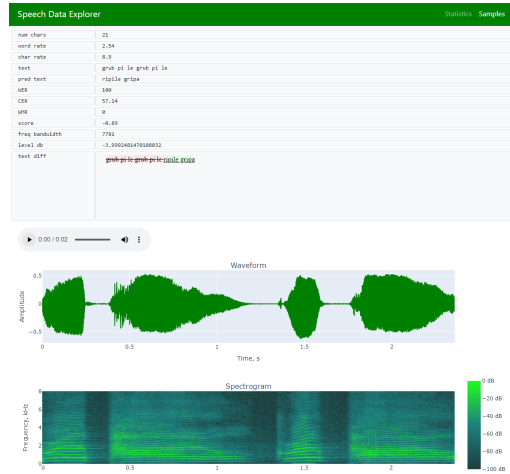 Speech Data Explorer
Statistics Samples
num chars 21
word rate 2.54
char rate 8.9
text grub pi le grub pi le
pred text ripile gripa
WER 100
CER 57.14
WMR 0
score -0.89
freq bandwidth 7781
level db -3.9992481470108032
text diff grub pi le grub pi le ripile gripa
0:00 / 0:02
Waveform
Amplitude
0.5
0
−0.5
0 0.5 1 1.5 2
Time, s
Spectrogram
Frequency, kHz
8
6
4
2
0
0 0.5 1 1.5 2
0 dB
−20 dB
−40 dB
−60 dB
−80 dB
−100 dB